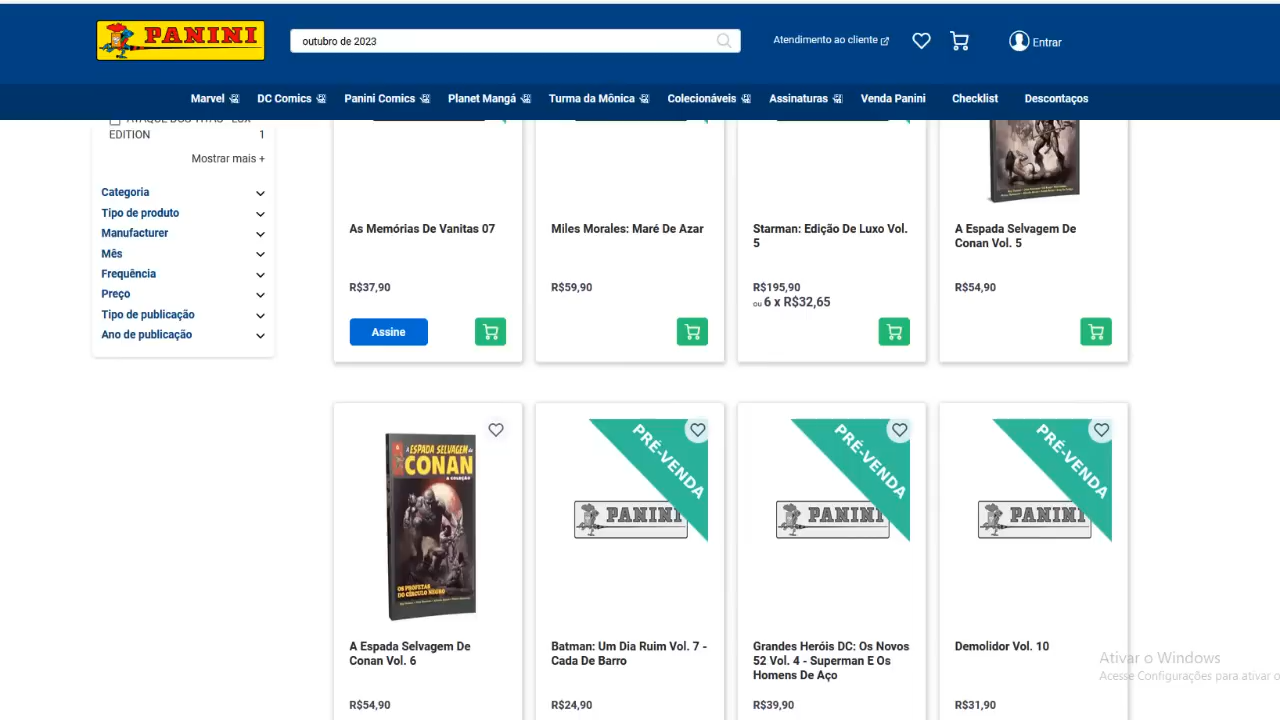 PANINI
outubro de 2023
Atendimento ao cliente
Entrar
Marvel
DC Comics
Panini Comics
Planet Mangá
Turma da Mônica
Colecionáveis
Assinaturas
Venda Panini
Checklist
Descontaços
EDITION 1
Mostrar mais +
Categoria
Tipo de produto
Manufacturer
Mês
Frequência
Preço
Tipo de publicação
Ano de publicação
As Memórias De Vanitas 07
R$37,90
Assine
Miles Morales: Maré De Azar
R$59,90
Starman: Edição De Luxo Vol.
5
R$195,90
ou 6 x R$32,65
A Espada Selvagem De
Conan Vol. 5
R$54,90
A ESPADA SELVAGEM de
CONAN
A COLEÇÃO
OS PROFETAS
DO CÍRCULO NEGRO
A Espada Selvagem De
Conan Vol. 6
R$54,90
PRÉ-VENDA
PANINI
Batman: Um Dia Ruim Vol. 7 -
Cada De Barro
R$24,90
PRÉ-VENDA
PANINI
Grandes Heróis DC: Os Novos
52 Vol. 4 - Superman E Os
Homens De Aço
R$39,90
PRÉ-VENDA
PANINI
Demolidor Vol. 10
R$31,90
Ativar o Windows
Acesse Configurações para ativar o